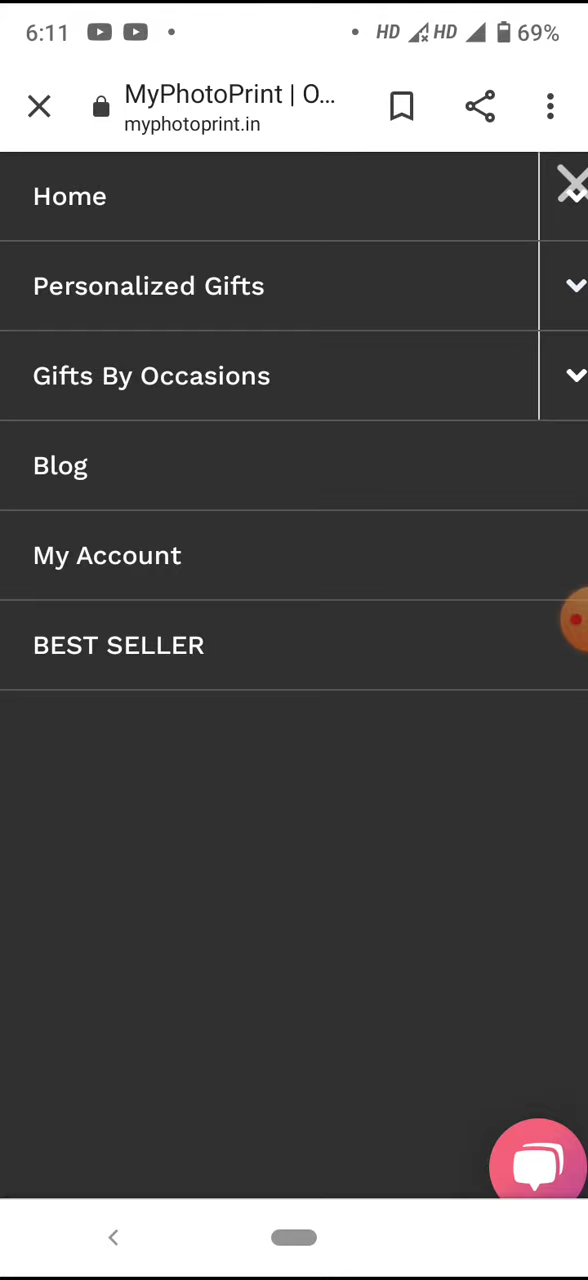 6:11
HD HD 69%
MyPhotoPrint | O...
myphotoprint.in
Home
Personalized Gifts
Gifts By Occasions
Blog
My Account
BEST SELLER